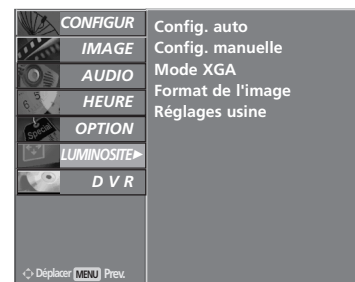 CONFIGUR
IMAGE
AUDIO
HEURE
OPTION
LUMINOSITE
D V R
Config. auto
Config. manuelle
Mode XGA
Format de l'image
Réglages usine
Déplacer MENU Prev.